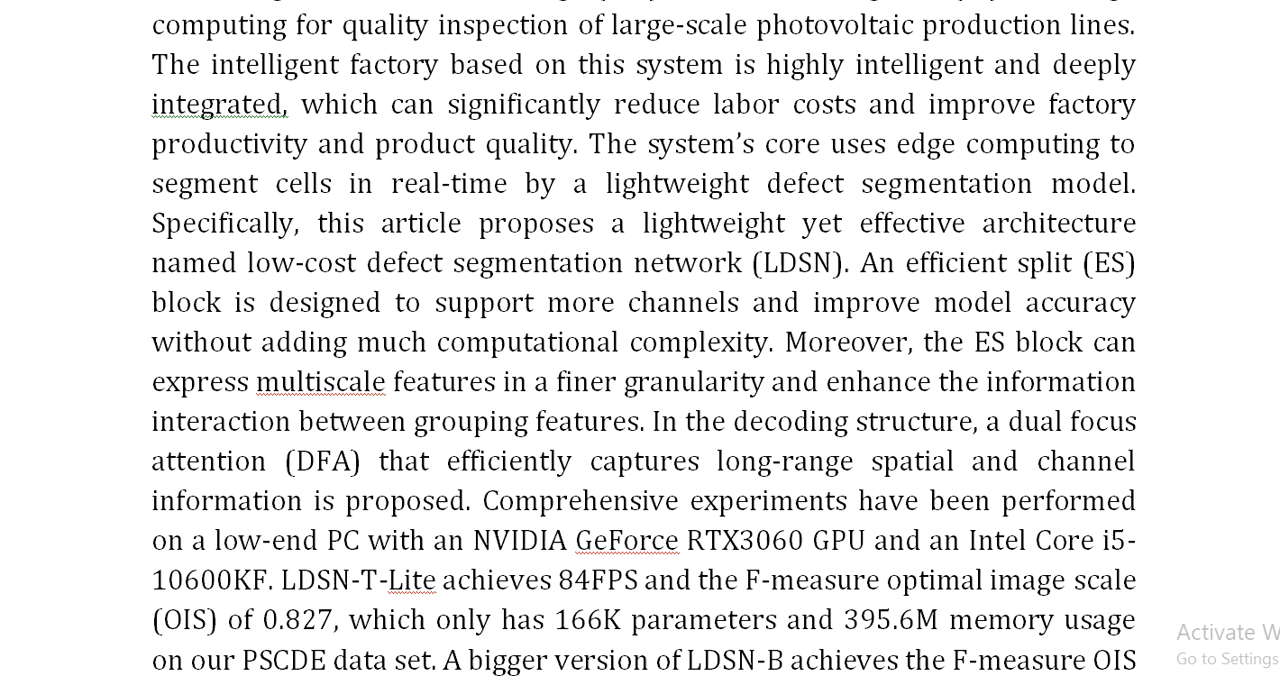 computing for quality inspection of large-scale photovoltaic production lines.
The intelligent factory based on this system is highly intelligent and deeply
integrated, which can significantly reduce labor costs and improve factory
productivity and product quality. The system’s core uses edge computing to
segment cells in real-time by a lightweight defect segmentation model.
Specifically, this article proposes a lightweight yet effective architecture
named low-cost defect segmentation network (LDSN). An efficient split (ES)
block is designed to support more channels and improve model accuracy
without adding much computational complexity. Moreover, the ES block can
express multiscale features in a finer granularity and enhance the information
interaction between grouping features. In the decoding structure, a dual focus
attention (DFA) that efficiently captures long-range spatial and channel
information is proposed. Comprehensive experiments have been performed
on a low-end PC with an NVIDIA GeForce RTX3060 GPU and an Intel Core i5-
10600KF. LDSN-T-Lite achieves 84FPS and the F-measure optimal image scale
(OIS) of 0.827, which only has 166K parameters and 395.6M memory usage
on our PSCDE data set. A bigger version of LDSN-B achieves the F-measure OIS
Activate W
Go to Settings